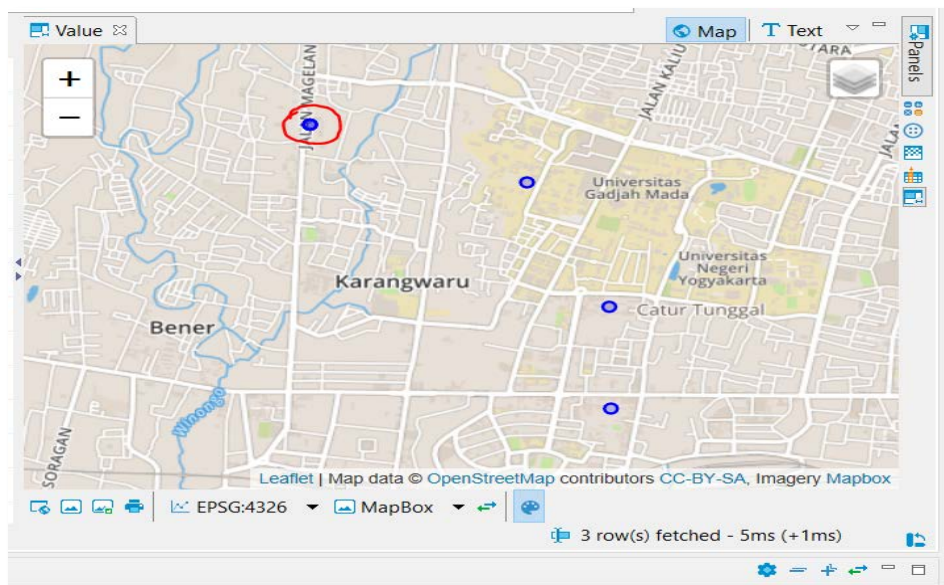 Value
Map
Text
Panels
+
−
JALAN MAGELAN
JALAN KALIU
UTARA
JALA
Universitas
Gadjah Mada
Universitas
Negeri
Yogyakarta
Karangwaru
Catur Tunggal
Bener
Winongo
SORAGAN
Leaflet | Map data © OpenStreetMap contributors CC-BY-SA, Imagery Mapbox
EPSG:4326
MapBox
3 row(s) fetched - 5ms (+1ms)